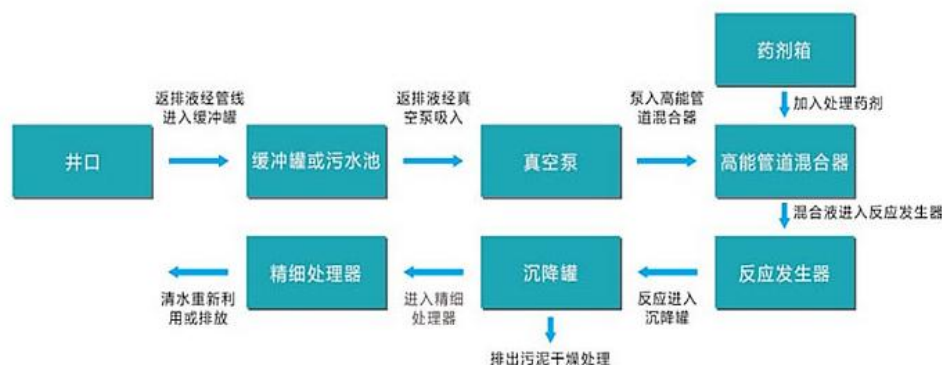 药剂箱
返排液经管线
进入缓冲罐
返排液经真
空泵吸入
泵入高能管
道混合器
加入处理药剂
井口
缓冲罐或污水池
真空泵
高能管道混合器
混合液进入反应发生器
精细处理器
沉降罐
反应发生器
清水重新利
用或排放
进入精细
处理器
反应进入
沉降罐
排出污泥干燥处理